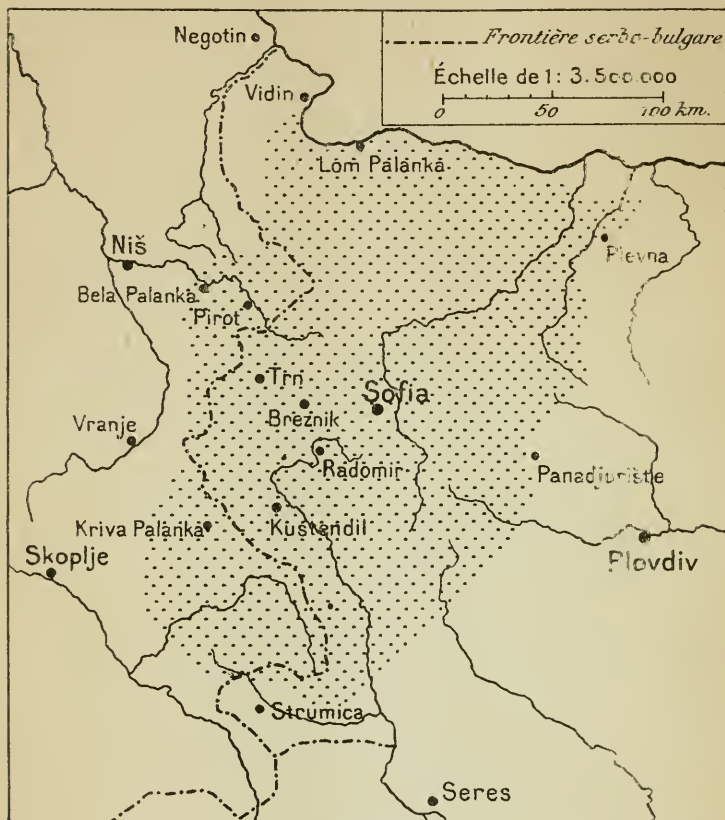 Negotin
Frontière serbo-bulgare
Échelle de 1: 3.500.000
0 50 100 km.
Vidin
Lom Palanka
Niš
Plevna
Bela Palanka
Pirot
Trn
Sofia
Breznik
Vranje
Radomir
Panadjurište
Kriva Palanka
Kustendil
Skoplje
Plovdiv
Strumica
Seres